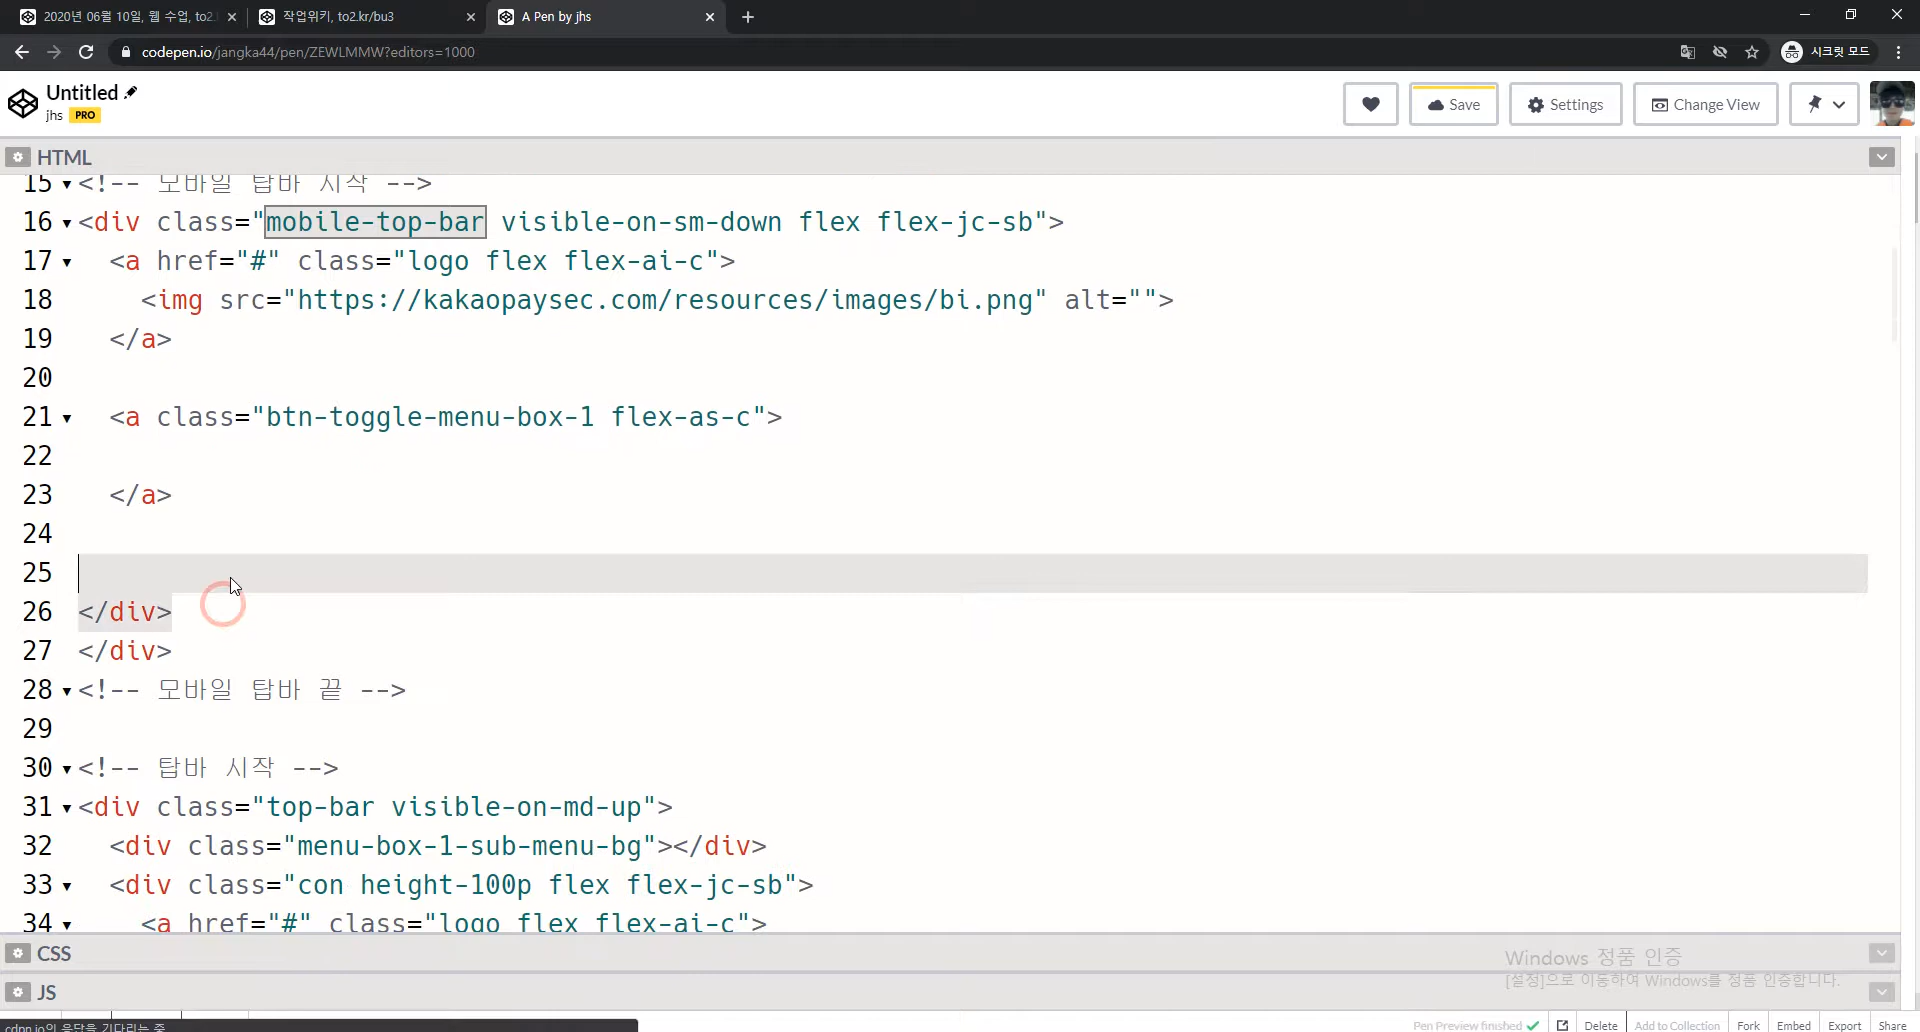 2020년 06월 10일, 웹 수업, to2.
작업위키, to2.kr/bu3
A Pen by jhs
codepen.io/jangka44/pen/ZEWLMMW?editors=1000
시크릿 모드
Untitled
jhs PRO
Save
Settings
Change View
HTML
15 <!-- 모바일 탑바 시작 -->
16 <div class="mobile-top-bar visible-on-sm-down flex flex-jc-sb">
17 <a href="#" class="logo flex flex-ai-c">
18 <img src="https://kakaopaysec.com/resources/images/bi.png" alt="">
19 </a>
20
21 <a class="btn-toggle-menu-box-1 flex-as-c">
22
23 </a>
24
25
26 </div>
27 </div>
28 <!-- 모바일 탑바 끝 -->
29
30 <!-- 탑바 시작 -->
31 <div class="top-bar visible-on-md-up">
32 <div class="menu-box-1-sub-menu-bg"></div>
33 <div class="con height-100p flex flex-jc-sb">
34 <a href="#" class="logo flex flex-ai-c">
CSS
Windows 정품 인증
[설정]으로 이동하여 Windows를 정품 인증합니다.
JS
cdpn.io의 응답을 기다리는 중
Pen Preview finished
Delete
Add to Collection
Fork
Embed
Export
Share